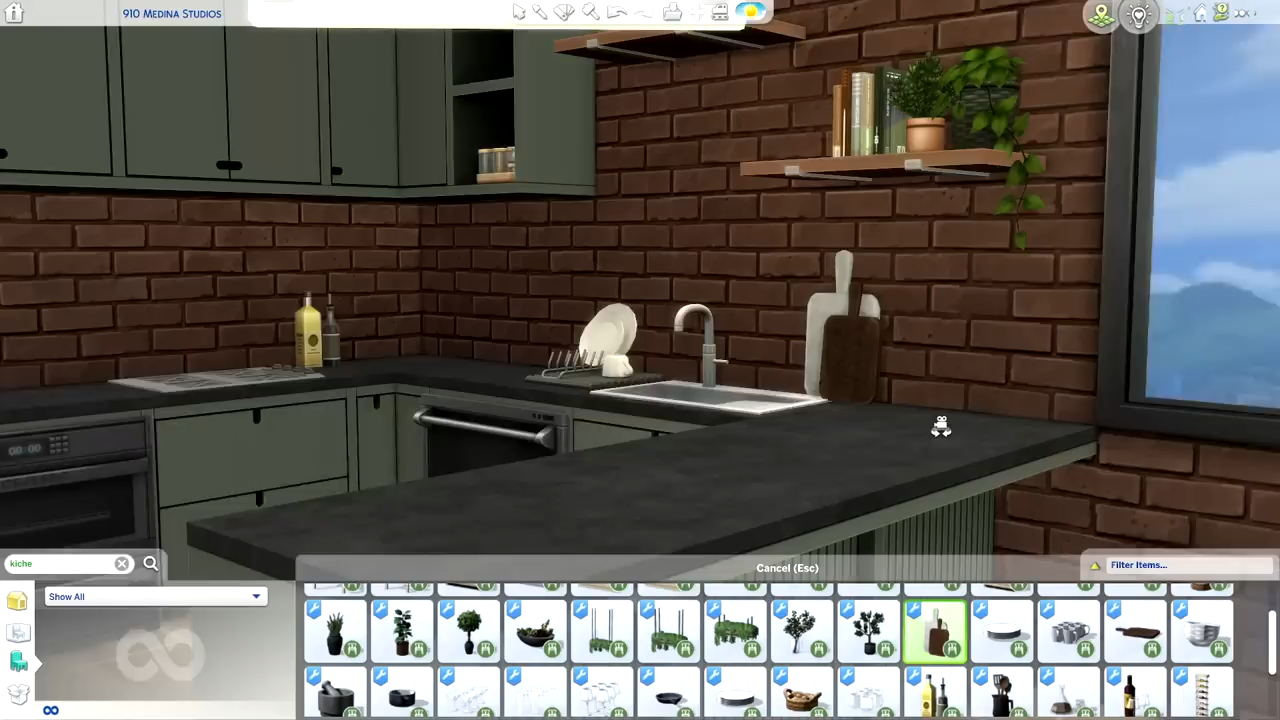 910 Medina Studios
00:00
Cancel (Esc)
kiche
Filter Items...
Show All